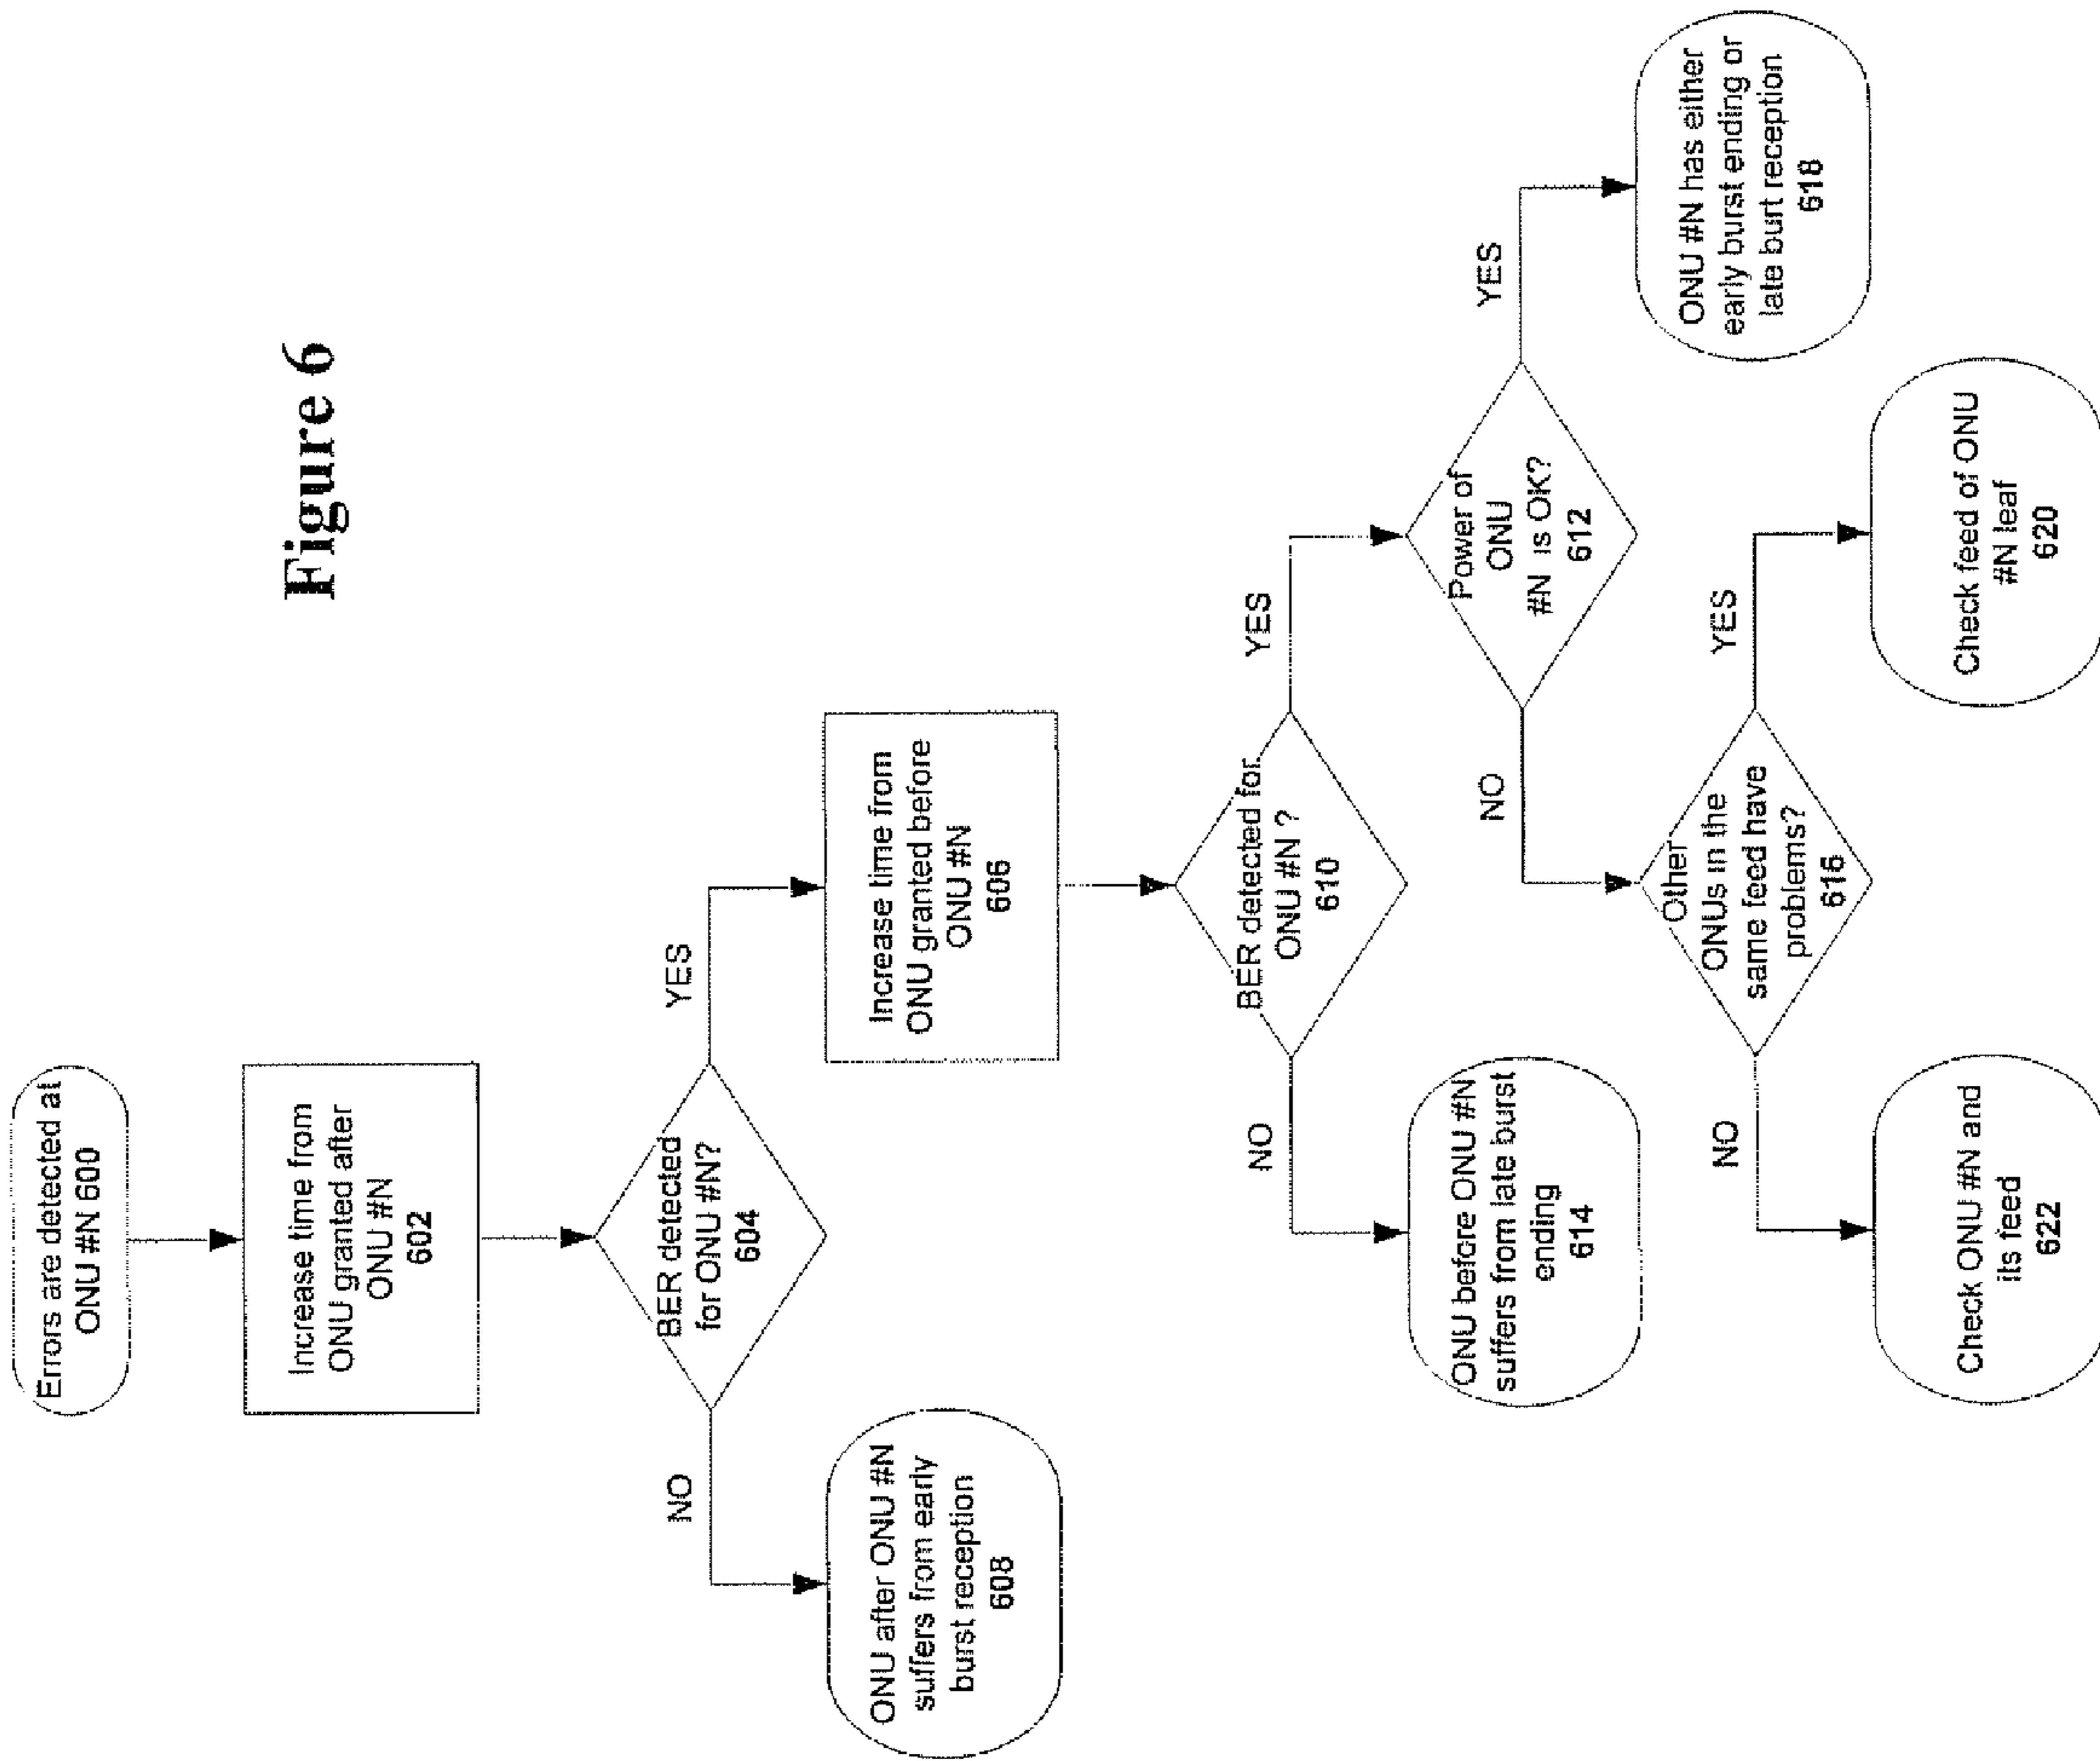 Figure 6
Errors are detected at
ONU #N 600
Increase time from
ONU granted after
ONU #N
602
BER detected
for ONU #N?
604
NO
YES
ONU after ONU #N
suffers from early
burst reception
608
Increase time from
ONU granted before
ONU #N
606
BER detected for
ONU #N ?
610
NO
YES
ONU before ONU #N
suffers from late burst
ending
614
Power of
ONU
#N is OK?
612
NO
YES
Other
ONUs in the
same feed have
problems?
616
ONU #N has either
early burst ending or
late burt reception
618
NO
YES
Check ONU #N and
its feed
622
Check feed of ONU
#N leaf
620